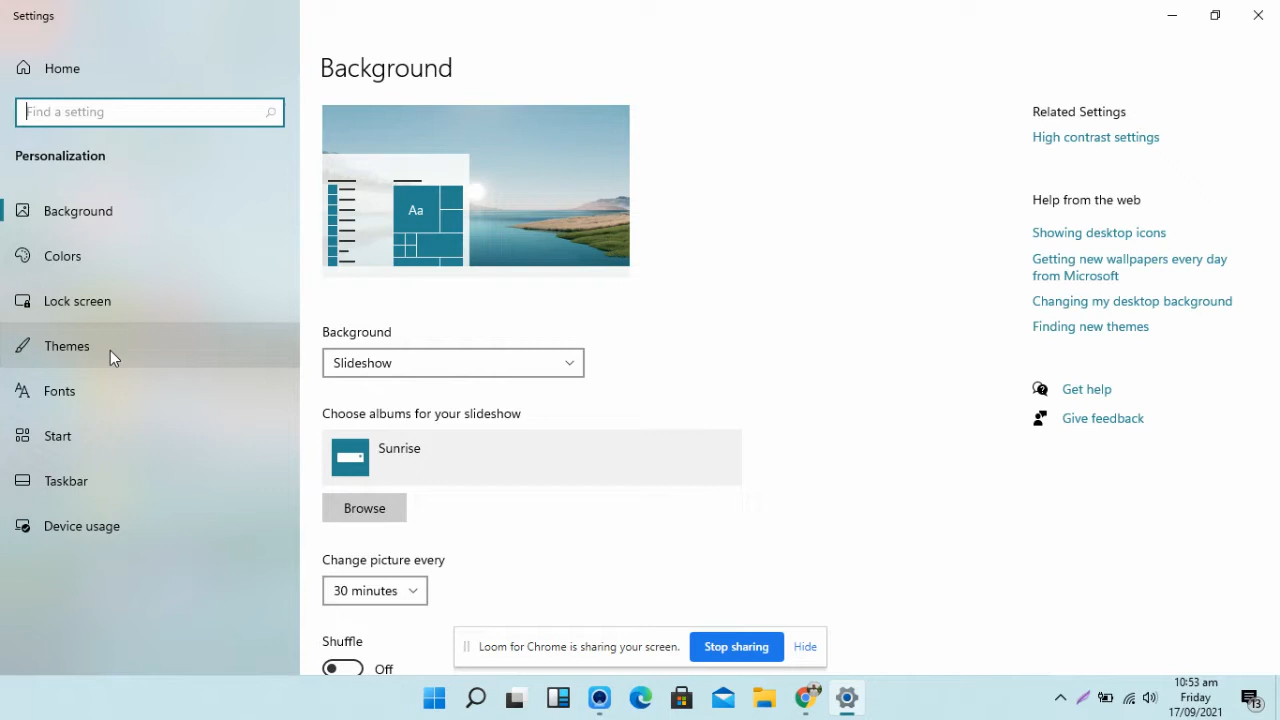 Settings
Home
Find a setting
Personalization
Background
Colors
Lock screen
Themes
Fonts
Start
Taskbar
Device usage
Background
Aa
Background
Slideshow
Choose albums for your slideshow
Sunrise
Browse
Change picture every
30 minutes
Shuffle
Off
Related Settings
High contrast settings
Help from the web
Showing desktop icons
Getting new wallpapers every day
from Microsoft
Changing my desktop background
Finding new themes
Get help
Give feedback
Loom for Chrome is sharing your screen.
Stop sharing
Hide
10:53 am
Friday
17/09/2021
13